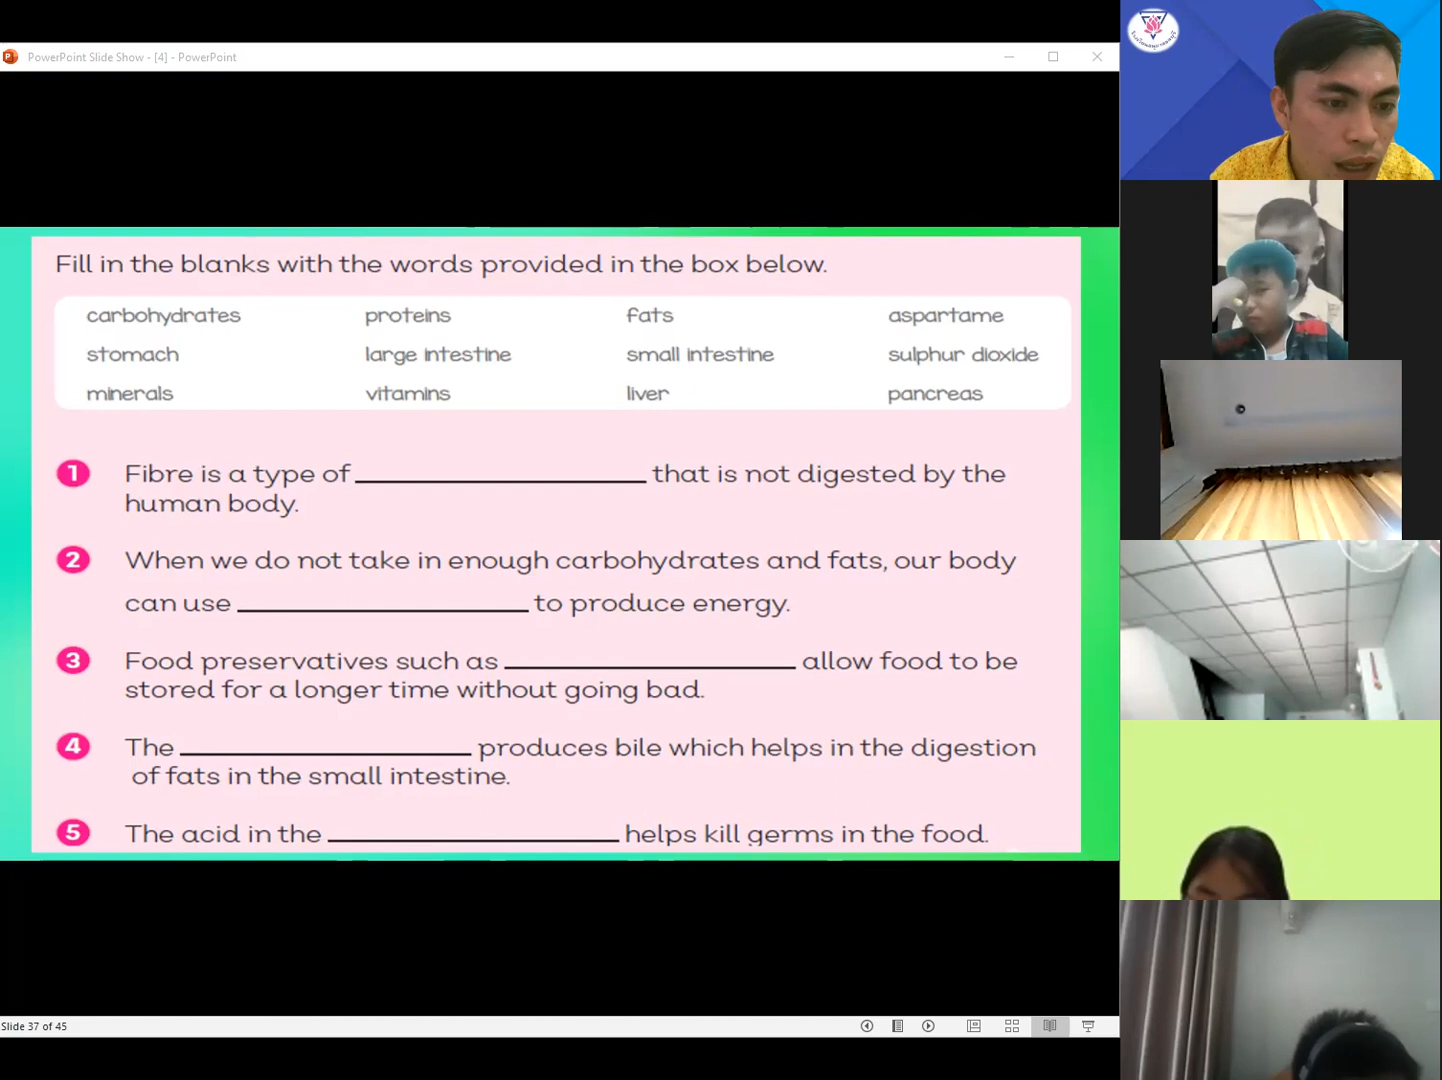 PowerPoint Slide Show - [4] - PowerPoint
Fill in the blanks with the words provided in the box below.
carbohydrates proteins fats aspartame
stomach large intestine small intestine sulphur dioxide
minerals vitamins liver pancreas
1 Fibre is a type of ______ that is not digested by the
human body.
2 When we do not take in enough carbohydrates and fats, our body
can use ______ to produce energy.
3 Food preservatives such as ______ allow food to be
stored for a longer time without going bad.
4 The ______ produces bile which helps in the digestion
of fats in the small intestine.
5 The acid in the ______ helps kill germs in the food.
Slide 37 of 45